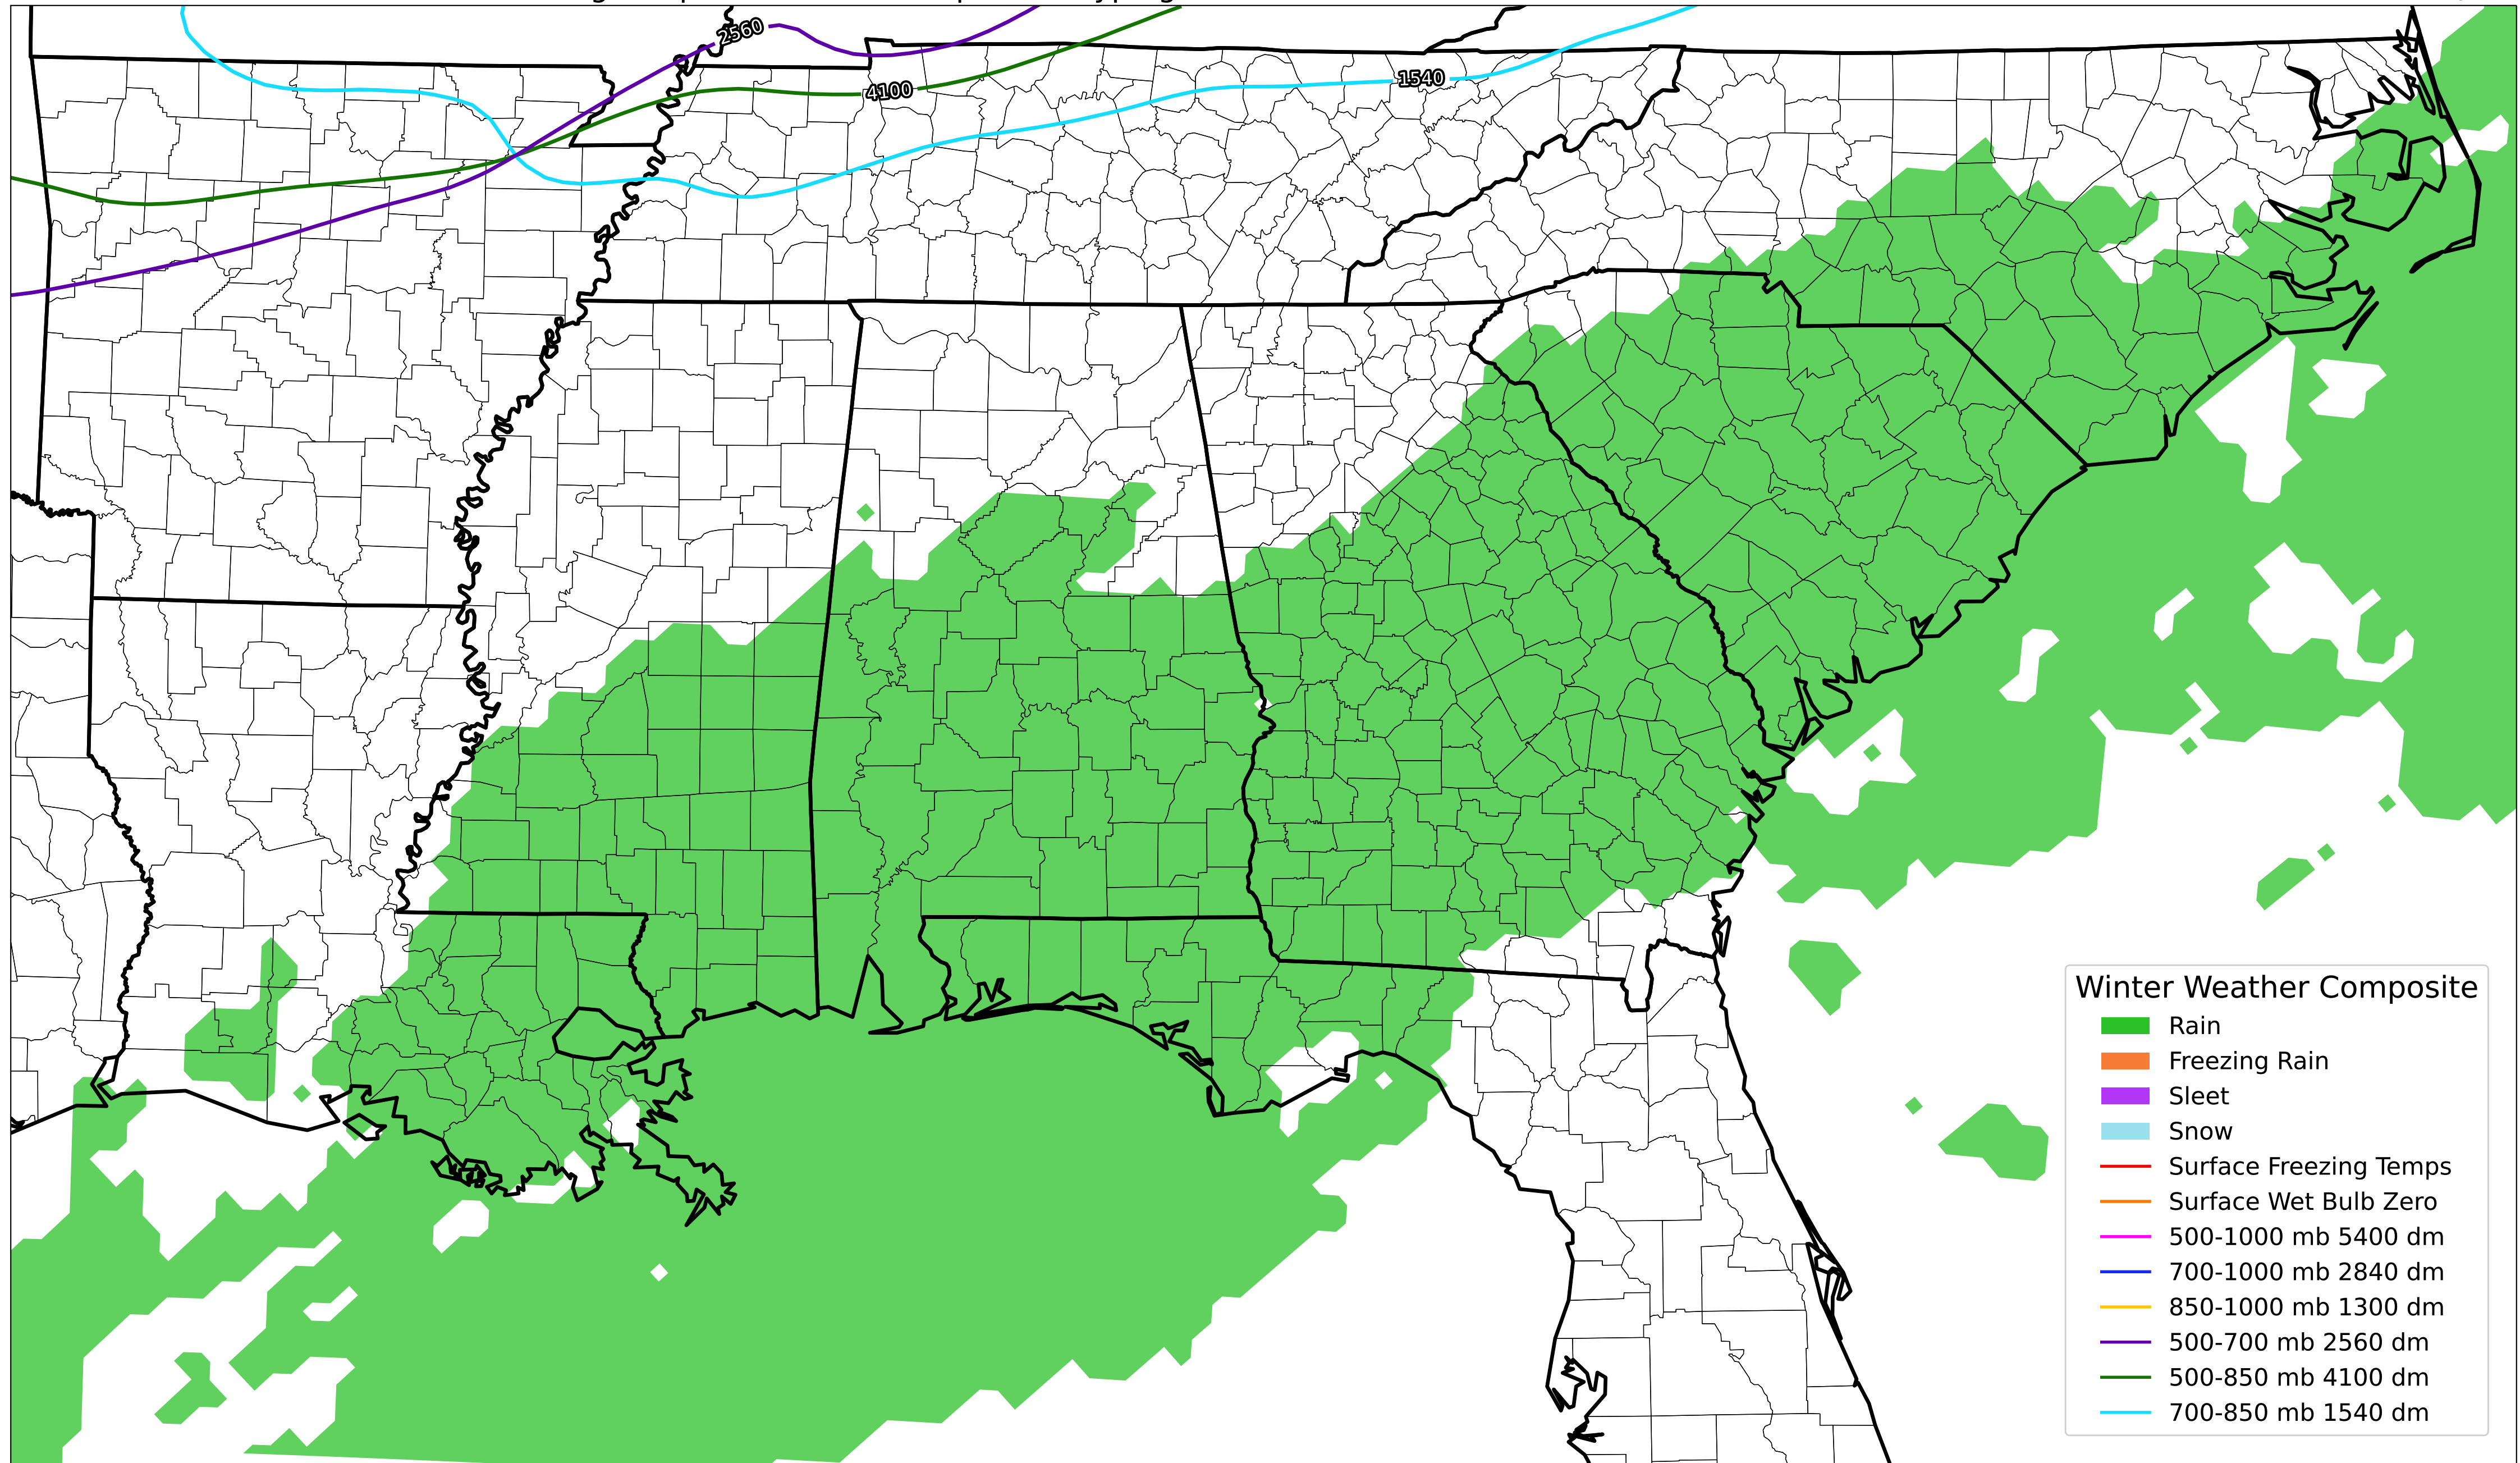 2560
4100
1540
Winter Weather Composite
Rain
Freezing Rain
Sleet
Snow
Surface Freezing Temps
Surface Wet Bulb Zero
500-1000 mb 5400 dm
700-1000 mb 2840 dm
850-1000 mb 1300 dm
500-700 mb 2560 dm
500-850 mb 4100 dm
700-850 mb 1540 dm